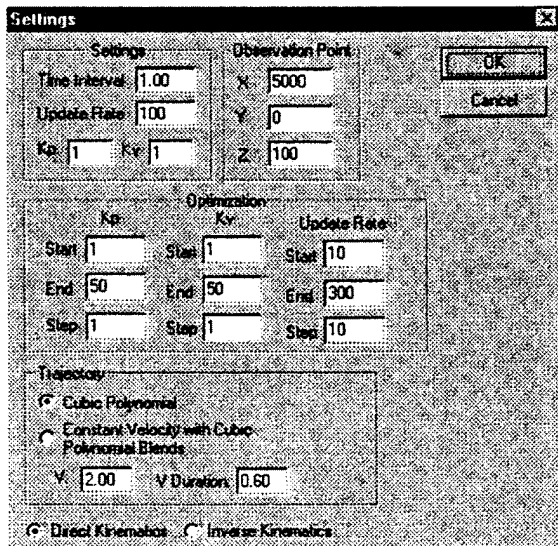 Settings
Settings
Time Interval 1.00
Update Rate 100
Kp 1 Kv 1
Observation Point
X 5000
Y 0
Z 100
OK
Cancel
Optimization
Kp Kv Update Rate
Start 1 Start 1 Start 10
End 50 End 50 End 300
Step 1 Step 1 Step 10
Trajectory
Cubic Polynomial
Constant Velocity with Cubic
Polynomial Blends
V 2.00 V Duration 0.60
Direct Kinematics Inverse Kinematics